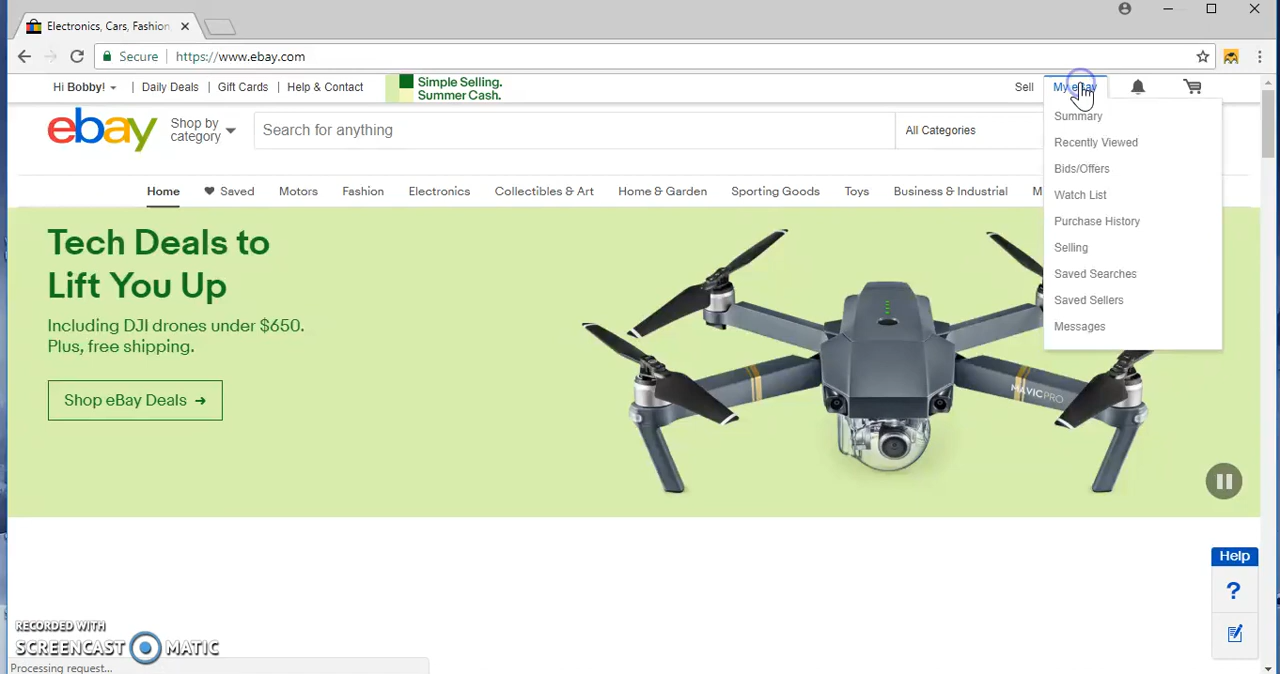 Electronics, Cars, Fashion
Secure https://www.ebay.com
Hi Bobby! Daily Deals Gift Cards Help & Contact
Simple Selling.
Summer Cash.
Sell My eBay
ebay
Shop by
category
Search for anything
All Categories
Summary
Recently Viewed
Bids/Offers
Watch List
Purchase History
Selling
Saved Searches
Saved Sellers
Messages
Home Saved Motors Fashion Electronics Collectibles & Art Home & Garden Sporting Goods Toys Business & Industrial M
Tech Deals to
Lift You Up
Including DJI drones under $650.
Plus, free shipping.
Shop eBay Deals →
MAVIC PRO
Help
?
RECORDED WITH
SCREENCAST MATIC
Processing request...